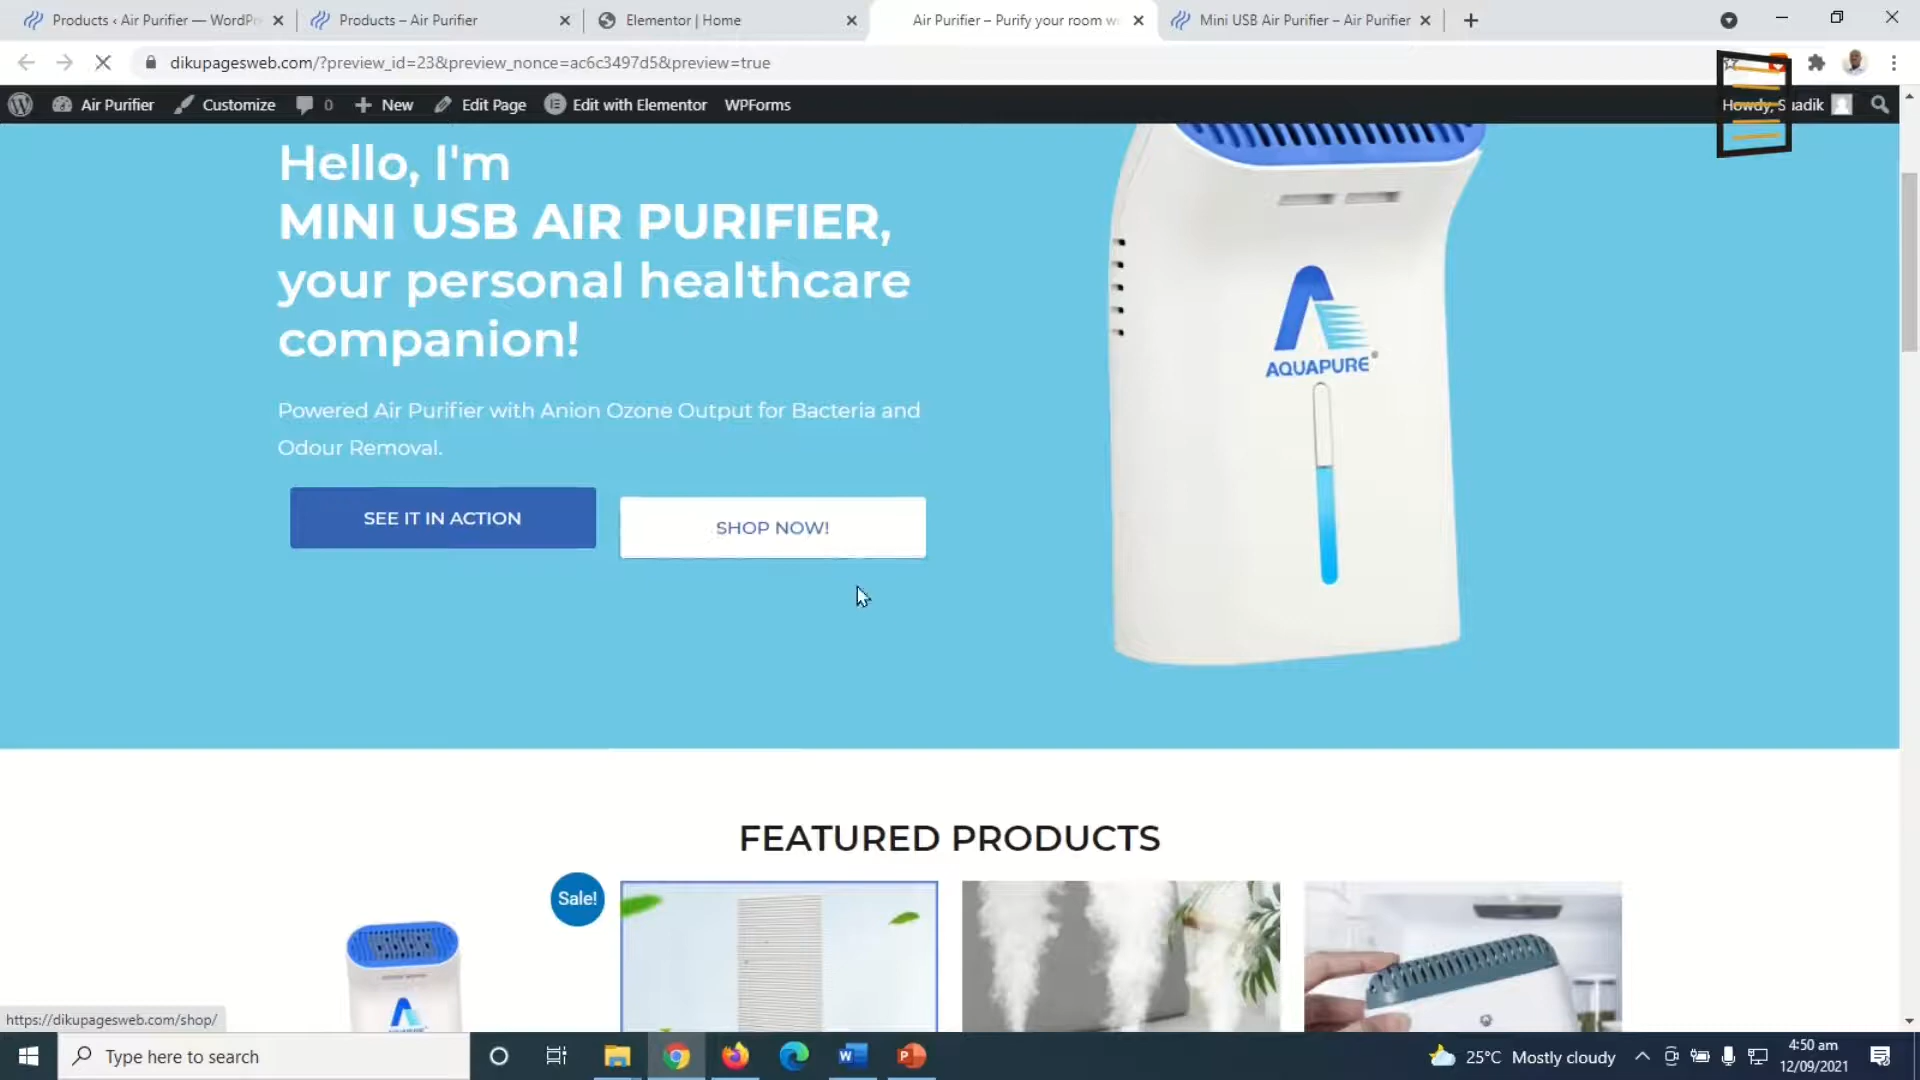 Products ‹ Air Purifier — WordPr
Products – Air Purifier
Elementor | Home
Air Purifier – Purify your room w
Mini USB Air Purifier – Air Purifier
dikupagesweb.com/?preview_id=23&preview_nonce=ac6c3497d5&preview=true
Air Purifier
Customize
0
New
Edit Page
Edit with Elementor
WPForms
Howdy, Suadik
Hello, I'm
MINI USB AIR PURIFIER,
your personal healthcare
companion!
Powered Air Purifier with Anion Ozone Output for Bacteria and
Odour Removal.
SEE IT IN ACTION
SHOP NOW!
AQUAPURE
FEATURED PRODUCTS
Sale!
https://dikupagesweb.com/shop/
Type here to search
25°C Mostly cloudy
4:50 am
12/09/2021